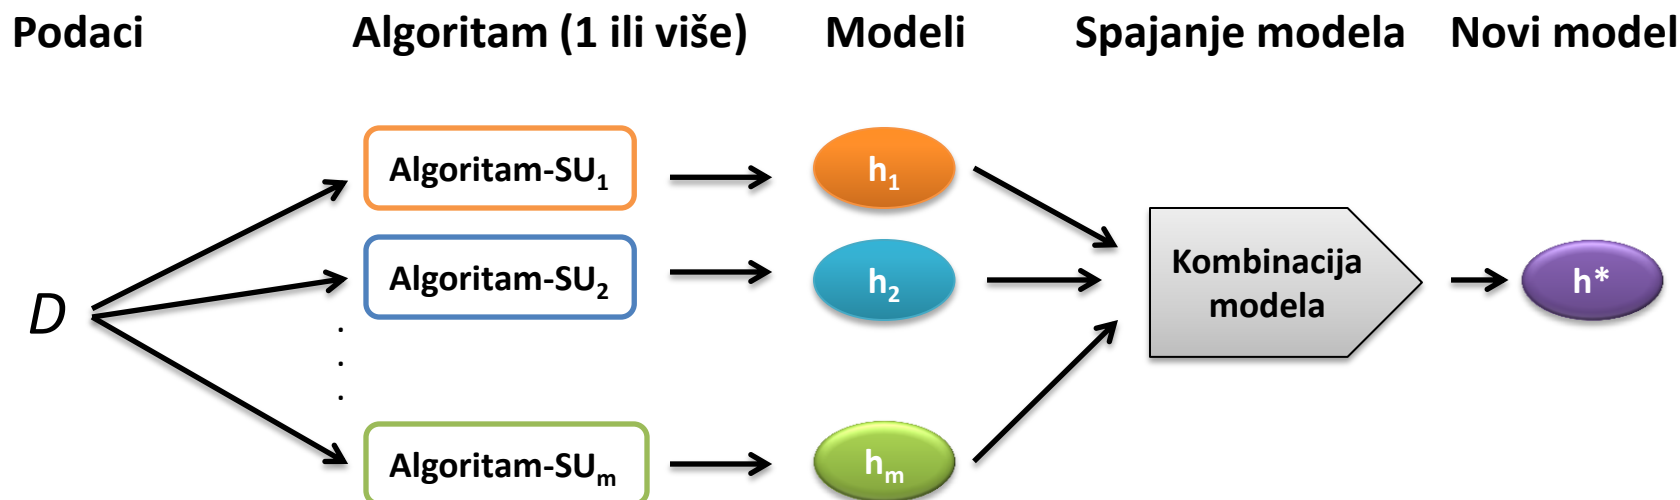 Podaci
Algoritam (1 ili više)
Modeli
Spajanje modela
Novi model
Algoritam-SU₁
h₁
Algoritam-SU₂
h₂
Kombinacija
modela
h*
D
.
.
.
Algoritam-SUₘ
hₘ